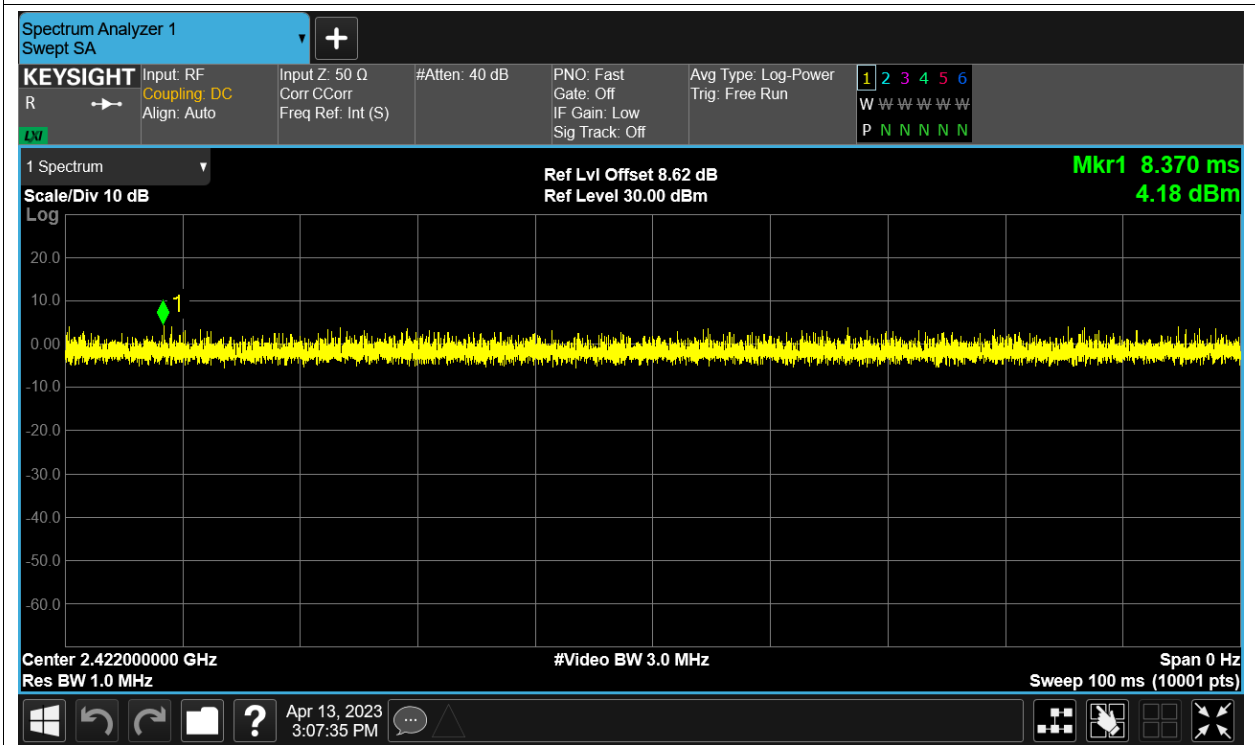 Spectrum Analyzer 1
Swept SA
KEYSIGHT
R
LXI
Input: RF
Coupling: DC
Align: Auto
Input Z: 50 Ω
Corr CCorr
Freq Ref: Int (S)
#Atten: 40 dB
PNO: Fast
Gate: Off
IF Gain: Low
Sig Track: Off
Avg Type: Log-Power
Trig: Free Run
1 2 3 4 5 6
W W W W W W
P N N N N N
1 Spectrum
Scale/Div 10 dB
Log
Ref Lvl Offset 8.62 dB
Ref Level 30.00 dBm
Mkr1 8.370 ms
4.18 dBm
20.0
10.0
1
0.00
-10.0
-20.0
-30.0
-40.0
-50.0
-60.0
Center 2.422000000 GHz
Res BW 1.0 MHz
#Video BW 3.0 MHz
Span 0 Hz
Sweep 100 ms (10001 pts)
?
Apr 13, 2023
3:07:35 PM